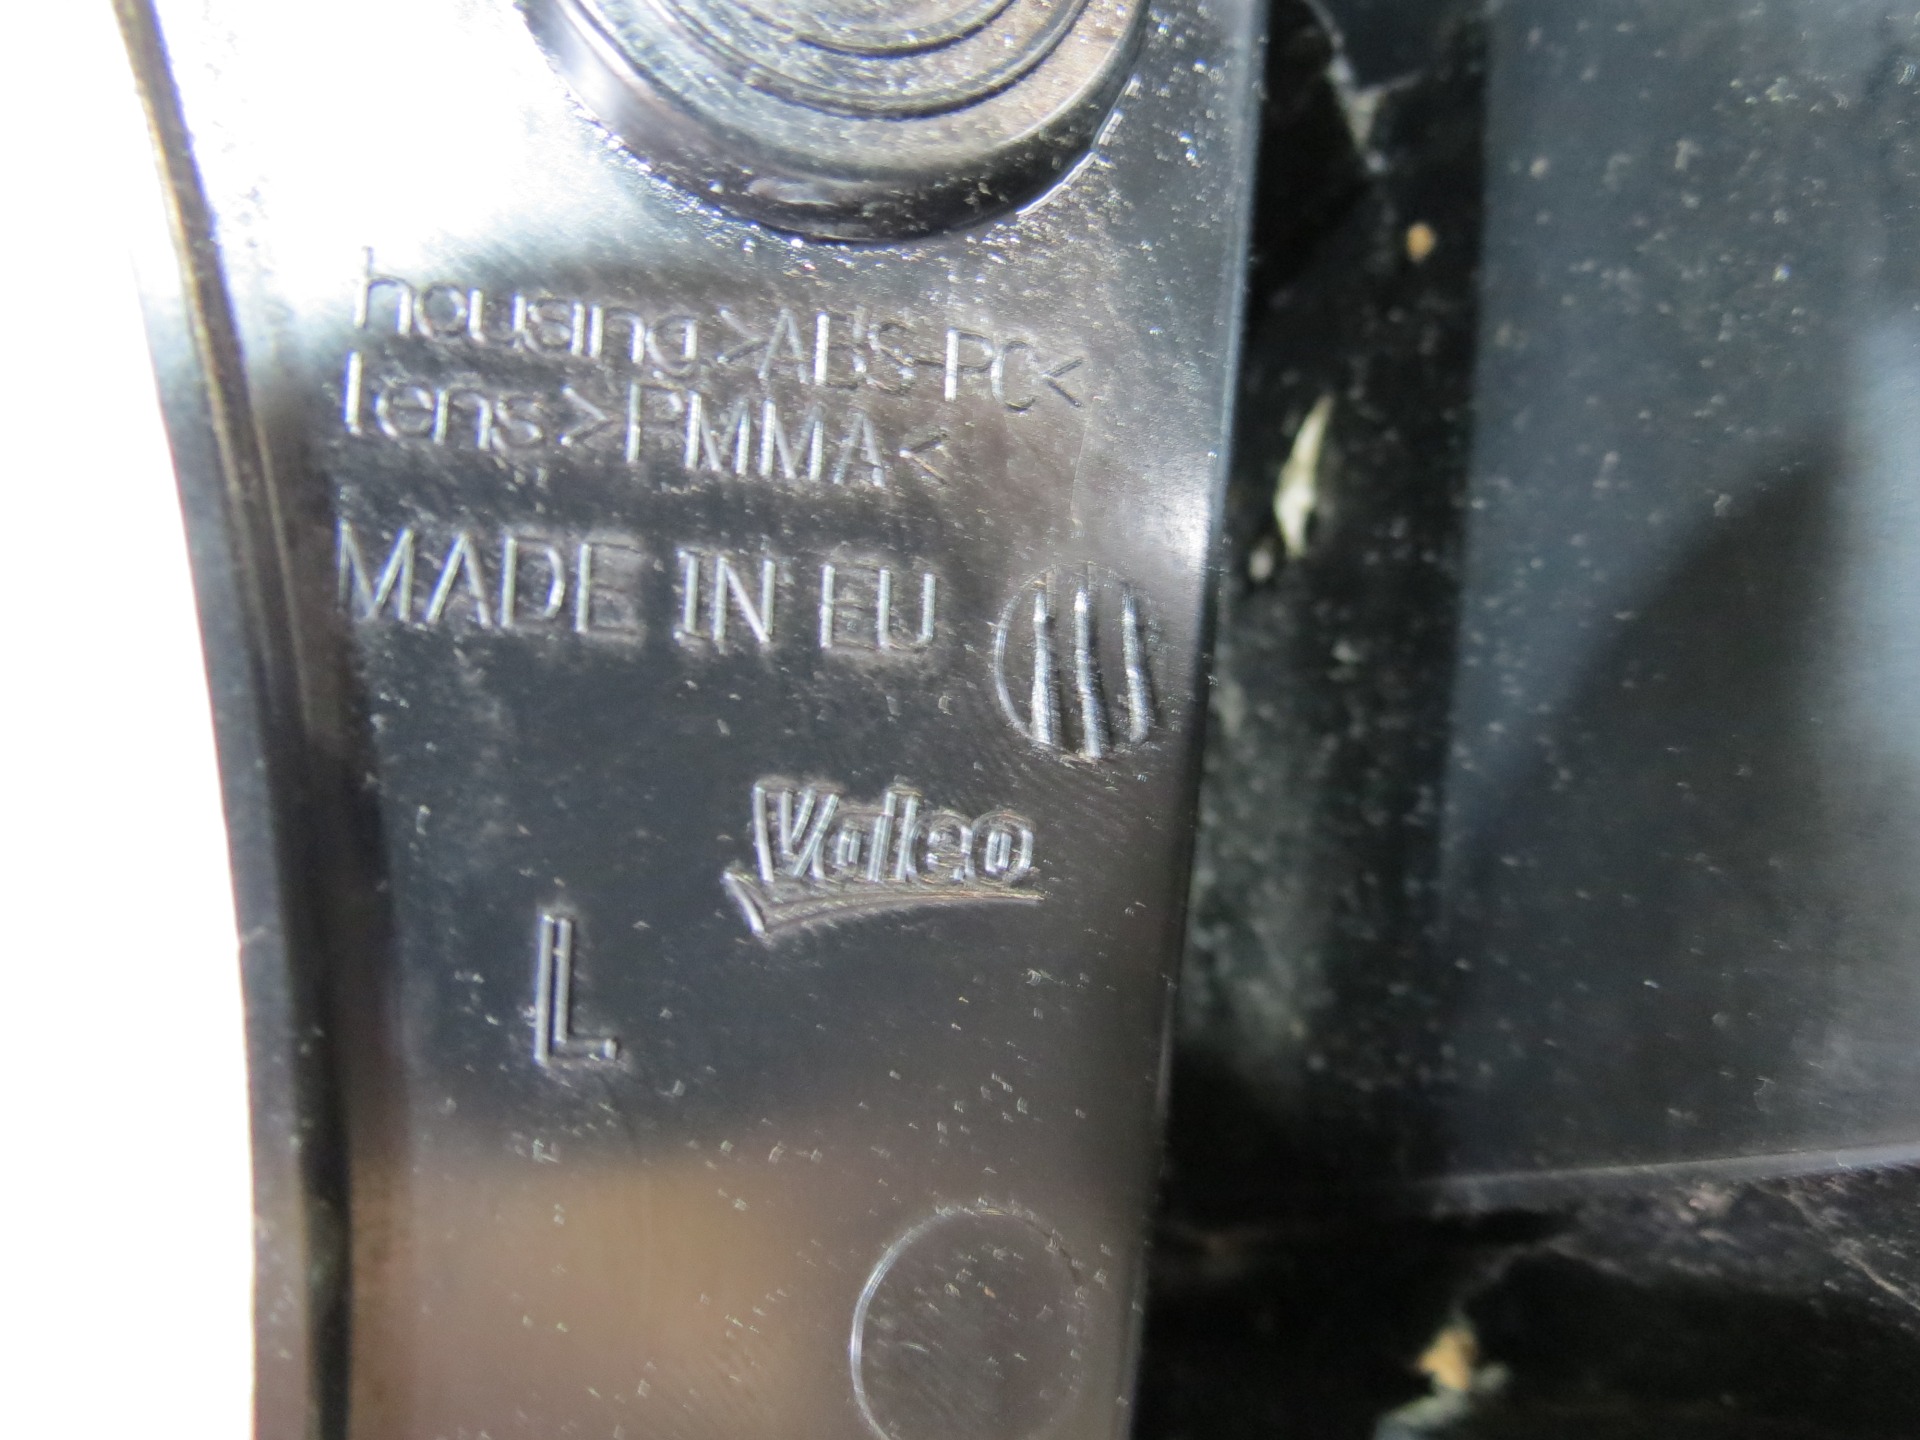 housing >ABS-PC<
lens >PMMA<
MADE IN EU
Valeo
L